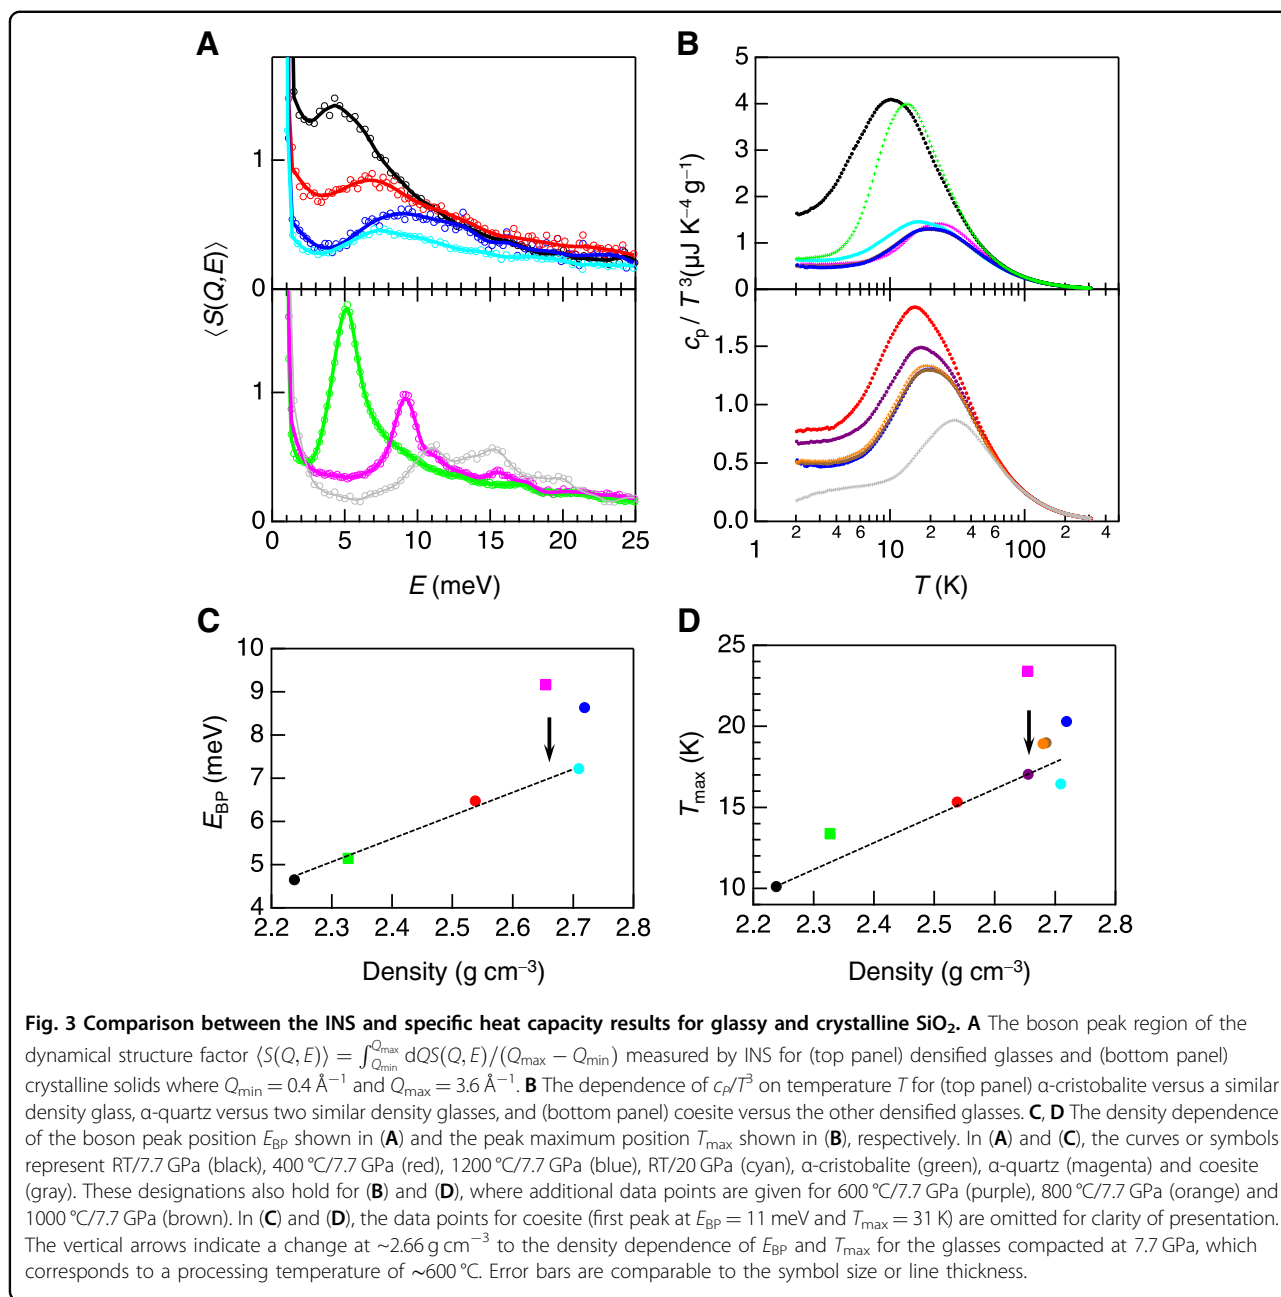 A
B
⟨S(Q,E)⟩
1
0
1
0
0 5 10 15 20 25
E (meV)
c_p / T^3 (μJ K^–4 g^–1)
5
4
3
2
1
0
1.5
1.0
0.5
0.0
1 2 4 6 10 2 4 6 100 2 4
T (K)
C
D
E_BP (meV)
10
9
8
7
6
5
4
2.2 2.3 2.4 2.5 2.6 2.7 2.8
Density (g cm^–3)
T_max (K)
25
20
15
10
2.2 2.3 2.4 2.5 2.6 2.7 2.8
Density (g cm^–3)
Fig. 3 Comparison between the INS and specific heat capacity results for glassy and crystalline SiO₂. A The boson peak region of the
dynamical structure factor ⟨S(Q, E)⟩ = ∫_{Q_min}^{Q_max} dQS(Q, E)/(Q_max − Q_min) measured by INS for (top panel) densified glasses and (bottom panel)
crystalline solids where Q_min = 0.4 Å⁻¹ and Q_max = 3.6 Å⁻¹. B The dependence of c_P/T³ on temperature T for (top panel) α-cristobalite versus a similar
density glass, α-quartz versus two similar density glasses, and (bottom panel) coesite versus the other densified glasses. C, D The density dependence
of the boson peak position E_BP shown in (A) and the peak maximum position T_max shown in (B), respectively. In (A) and (C), the curves or symbols
represent RT/7.7 GPa (black), 400 °C/7.7 GPa (red), 1200 °C/7.7 GPa (blue), RT/20 GPa (cyan), α-cristobalite (green), α-quartz (magenta) and coesite
(gray). These designations also hold for (B) and (D), where additional data points are given for 600 °C/7.7 GPa (purple), 800 °C/7.7 GPa (orange) and
1000 °C/7.7 GPa (brown). In (C) and (D), the data points for coesite (first peak at E_BP = 11 meV and T_max = 31 K) are omitted for clarity of presentation.
The vertical arrows indicate a change at ~2.66 g cm⁻³ to the density dependence of E_BP and T_max for the glasses compacted at 7.7 GPa, which
corresponds to a processing temperature of ~600 °C. Error bars are comparable to the symbol size or line thickness.